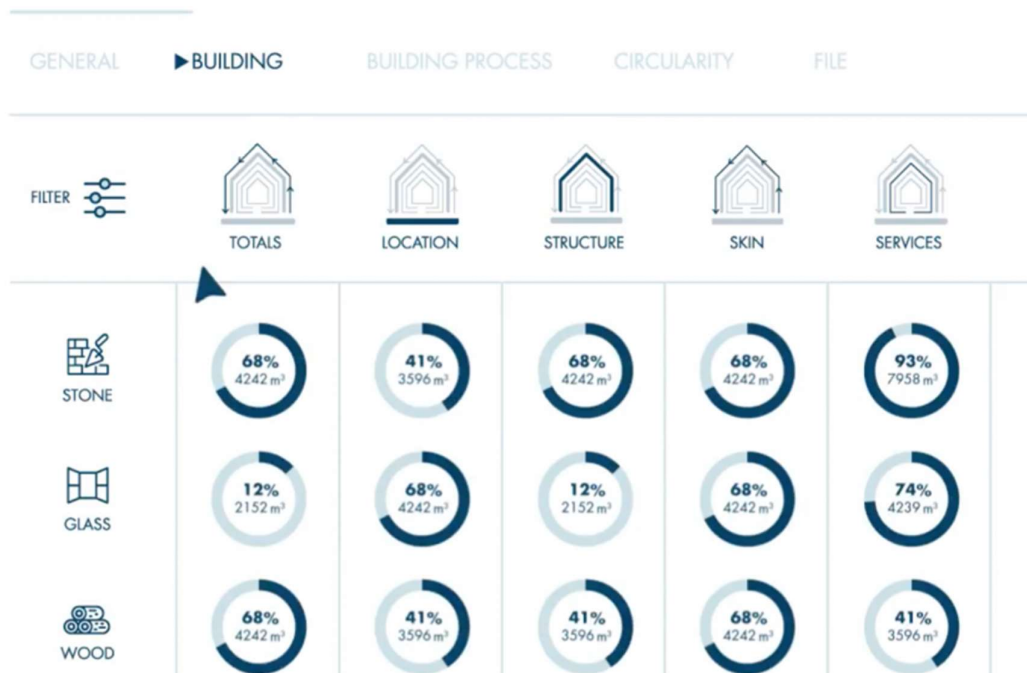 GENERAL ▶BUILDING BUILDING PROCESS CIRCULARITY FILE
FILTER
TOTALS LOCATION STRUCTURE SKIN SERVICES
68% 41% 68% 68% 93%
4242 m³ 3596 m³ 4242 m³ 4242 m³ 7958 m³
STONE
12% 68% 12% 68% 74%
2152 m³ 4242 m³ 2152 m³ 4242 m³ 4239 m³
GLASS
68% 41% 41% 68% 41%
4242 m³ 3596 m³ 3596 m³ 4242 m³ 3596 m³
WOOD